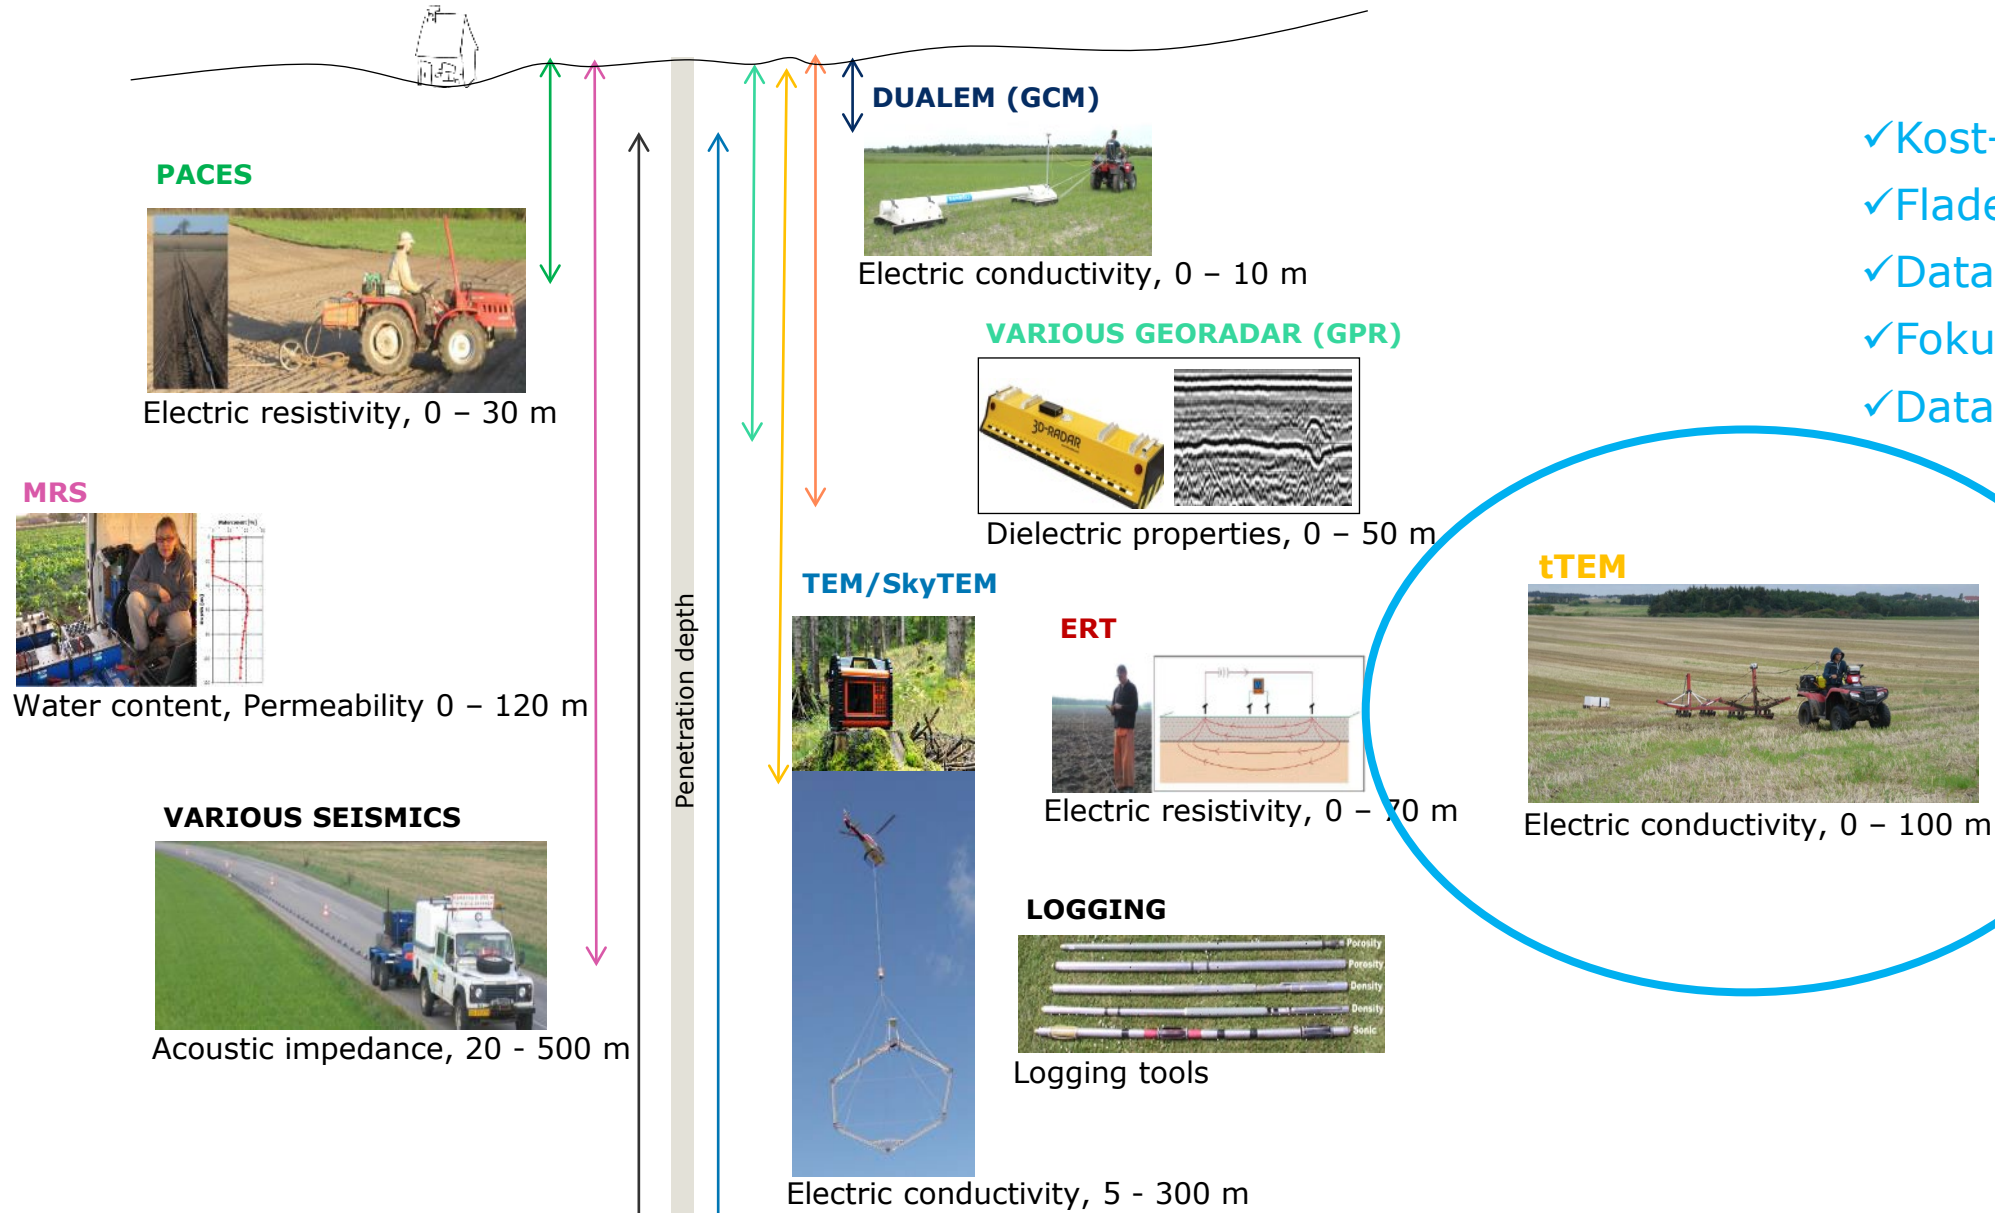 DUALEM (GCM)
Electric conductivity, 0 – 10 m
PACES
Electric resistivity, 0 – 30 m
VARIOUS GEORADAR (GPR)
3D-RADAR
Dielectric properties, 0 – 50 m
MRS
Water content, Permeability 0 – 120 m
Penetration depth
TEM/SkyTEM
Electric conductivity, 5 - 300 m
ERT
Electric resistivity, 0 – 70 m
VARIOUS SEISMICS
Acoustic impedance, 20 - 500 m
LOGGING
Porosity
Porosity
Density
Density
Sonic
Logging tools
✓Kost-
✓Flade
✓Data
✓Foku
✓Data
tTEM
Electric conductivity, 0 – 100 m